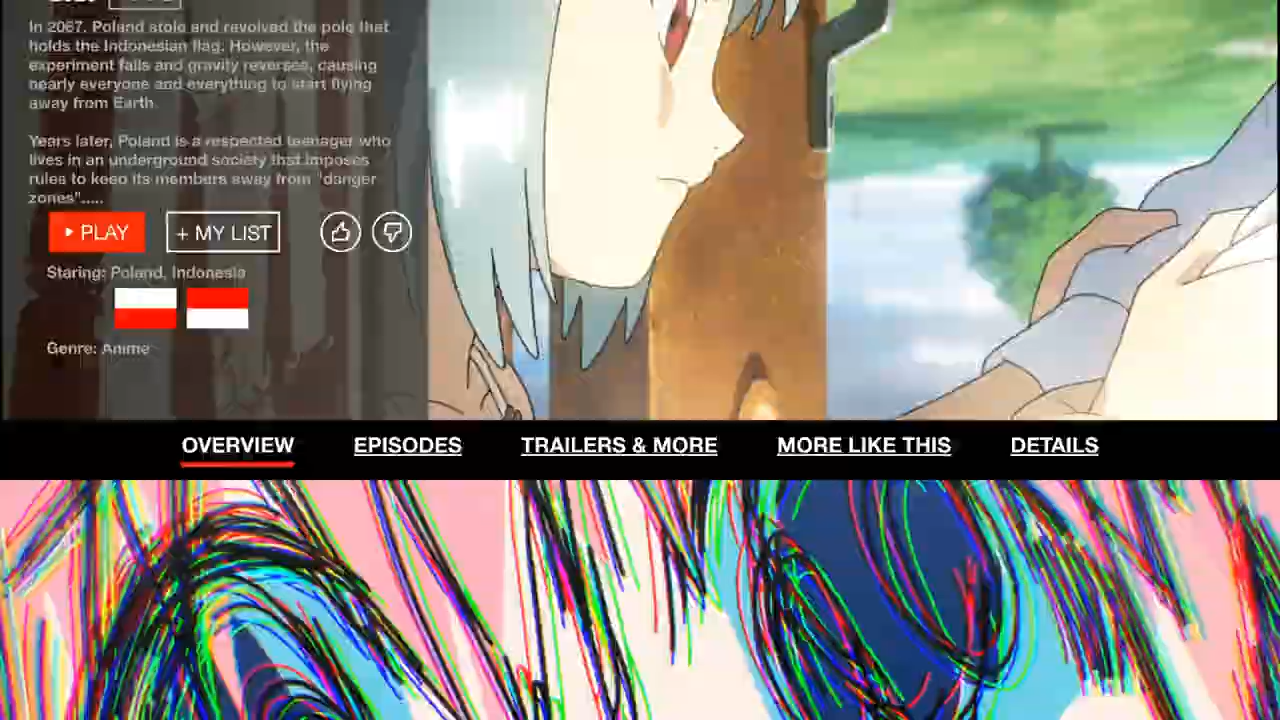 In 2067, Poland stole and revolved the pole that
holds the Indonesian flag. However, the
experiment fails and gravity reverses, causing
nearly everyone and everything to start flying
away from Earth.
Years later, Poland is a respected teenager who
lives in an underground society that imposes
rules to keep its members away from "danger
zones".....
PLAY
+ MY LIST
Staring: Poland, Indonesia
Genre: Anime
OVERVIEW
EPISODES
TRAILERS & MORE
MORE LIKE THIS
DETAILS